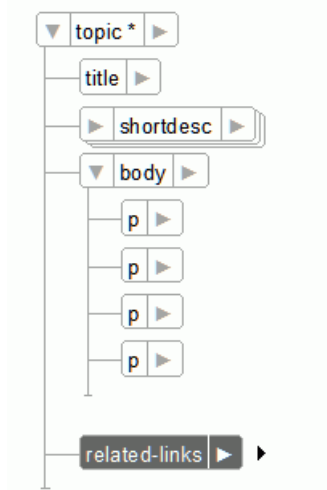 topic *
title
shortdesc
body
p
p
p
p
related-links